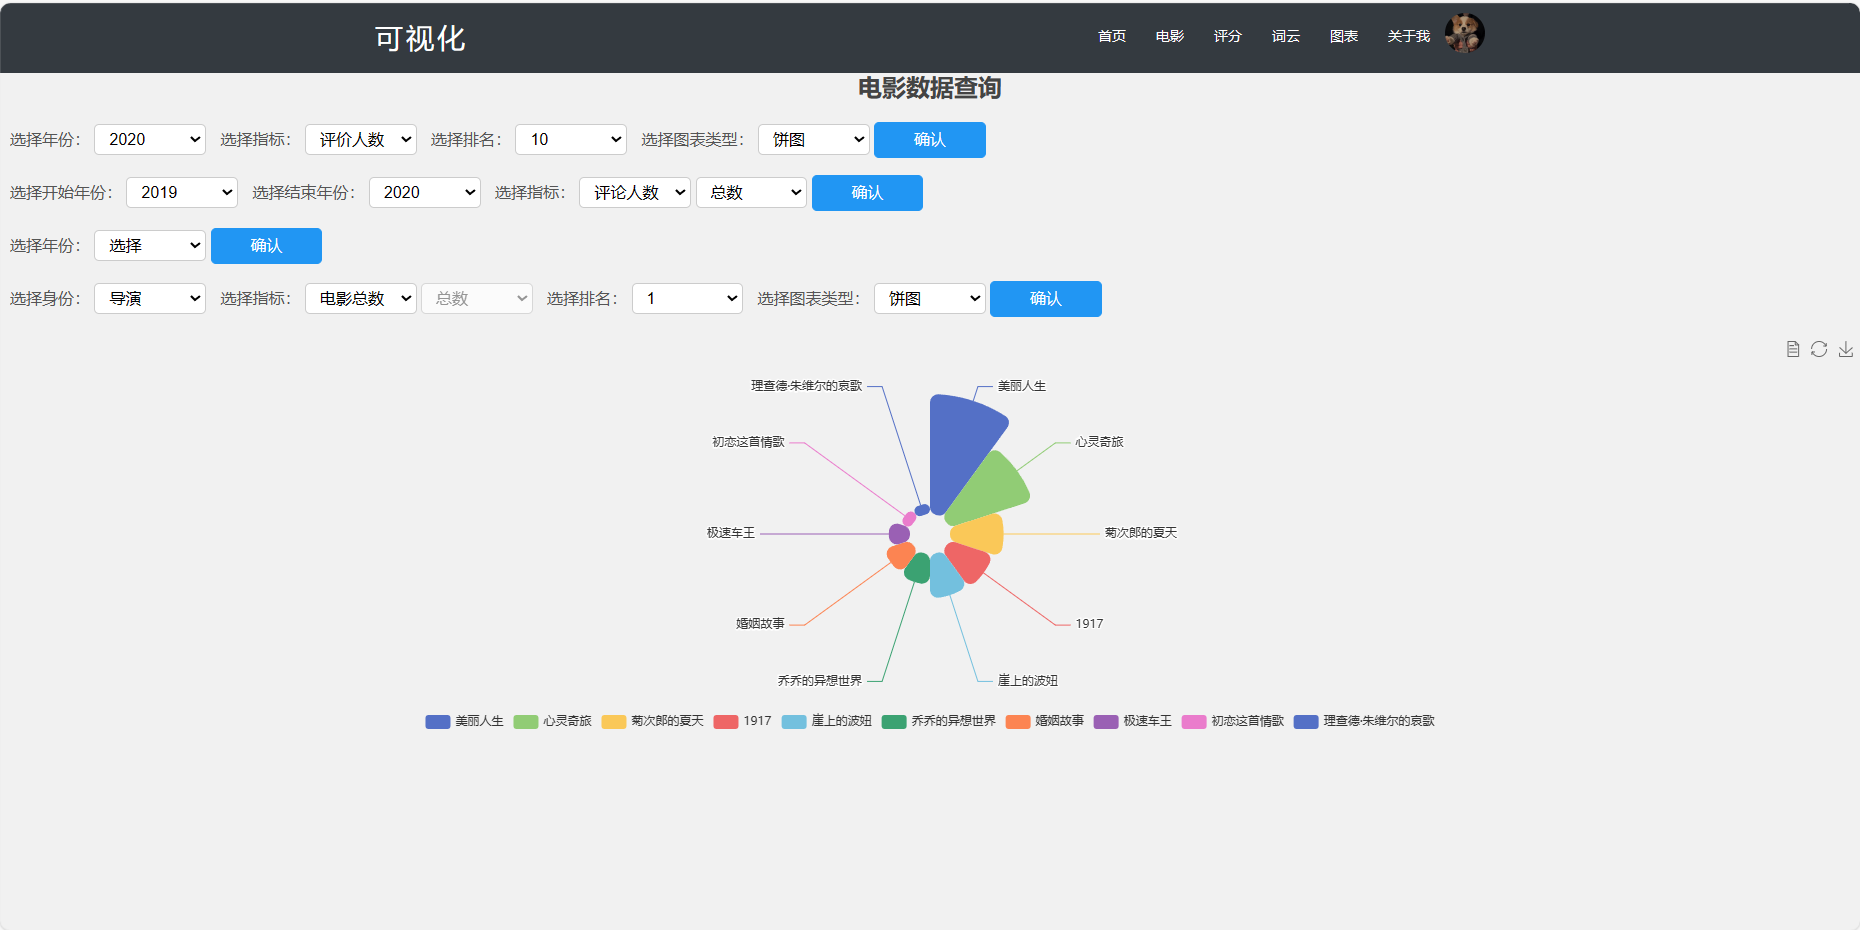 可视化
首页 电影 评分 词云 图表 关于我
电影数据查询
选择年份： 2020 选择指标： 评价人数 选择排名： 10 选择图表类型： 饼图 确认
选择开始年份： 2019 选择结束年份： 2020 选择指标： 评论人数 总数 确认
选择年份： 选择 确认
选择身份： 导演 选择指标： 电影总数 总数 选择排名： 1 选择图表类型： 饼图 确认
理查德·朱维尔的哀歌 美丽人生
初恋这首情歌 心灵奇旅
极速车王 菊次郎的夏天
婚姻故事 1917
乔乔的异想世界 崖上的波妞
美丽人生 心灵奇旅 菊次郎的夏天 1917 崖上的波妞 乔乔的异想世界 婚姻故事 极速车王 初恋这首情歌 理查德·朱维尔的哀歌